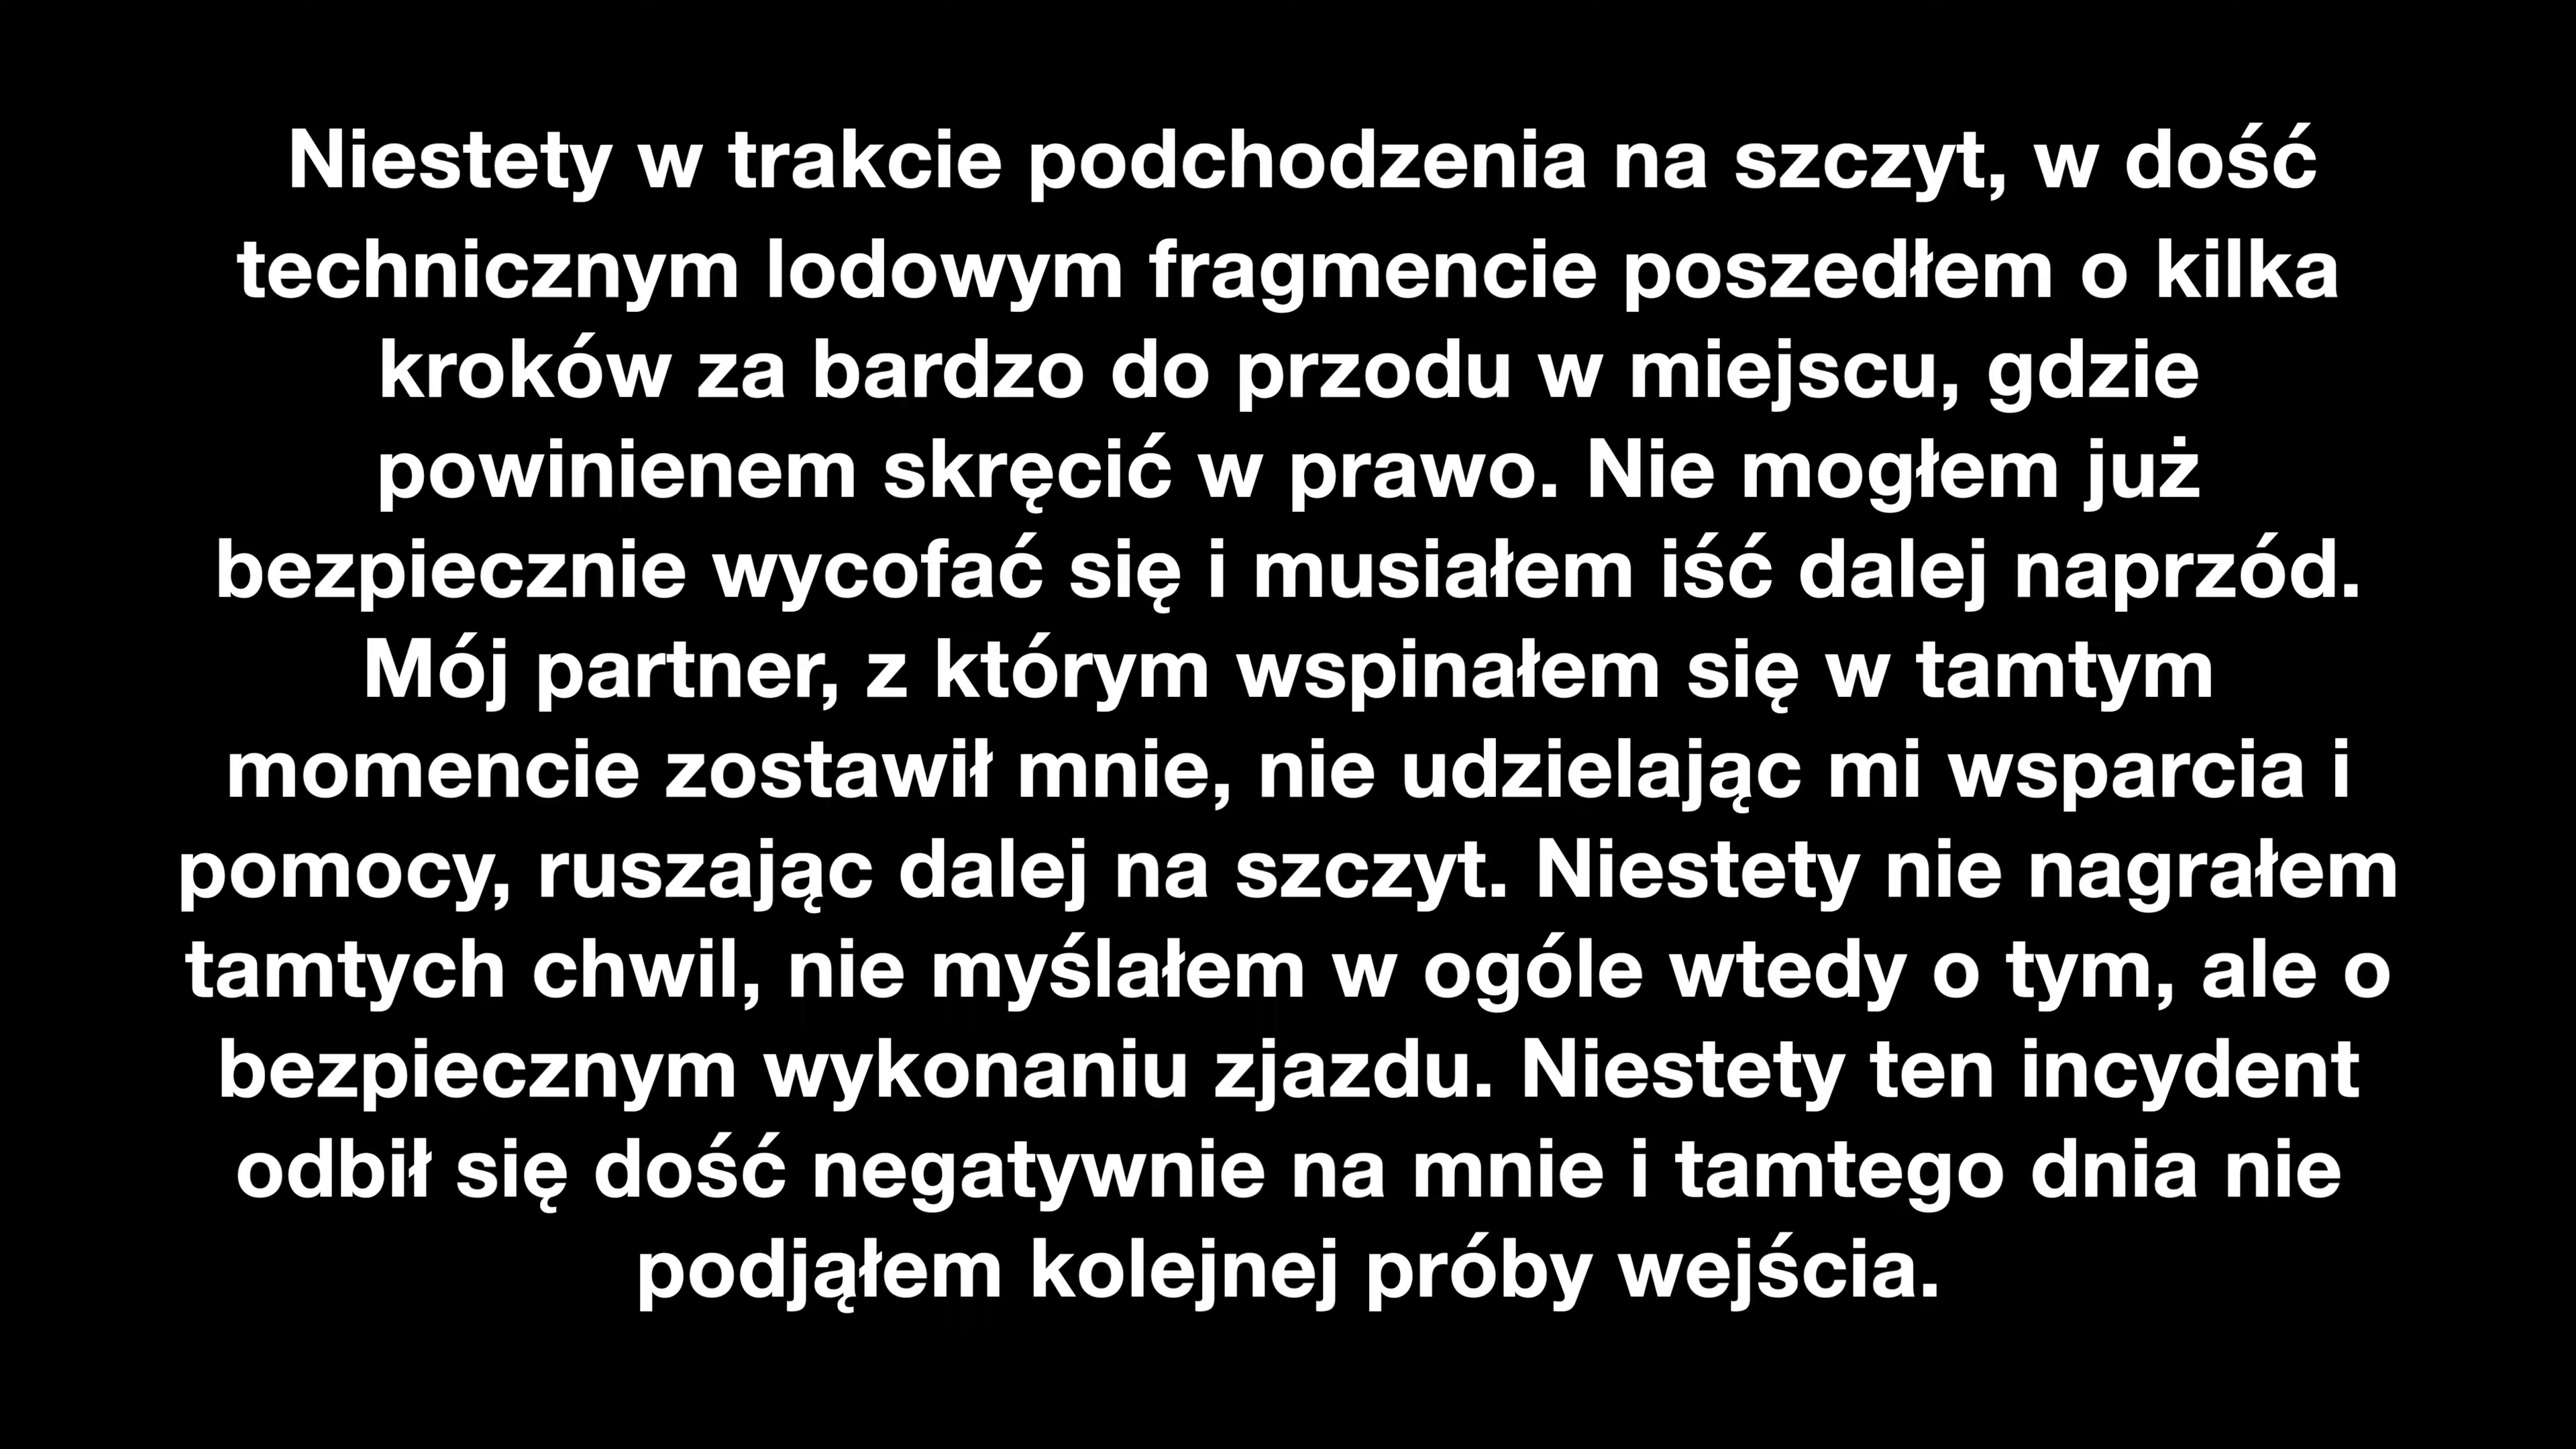 Niestety w trakcie podchodzenia na szczyt, w dość
technicznym lodowym fragmencie poszedłem o kilka
kroków za bardzo do przodu w miejscu, gdzie
powinienem skręcić w prawo. Nie mogłem już
bezpiecznie wycofać się i musiałem iść dalej naprzód.
Mój partner, z którym wspinałem się w tamtym
momencie zostawił mnie, nie udzielając mi wsparcia i
pomocy, ruszając dalej na szczyt. Niestety nie nagrałem
tamtych chwil, nie myślałem w ogóle wtedy o tym, ale o
bezpiecznym wykonaniu zjazdu. Niestety ten incydent
odbił się dość negatywnie na mnie i tamtego dnia nie
podjąłem kolejnej próby wejścia.